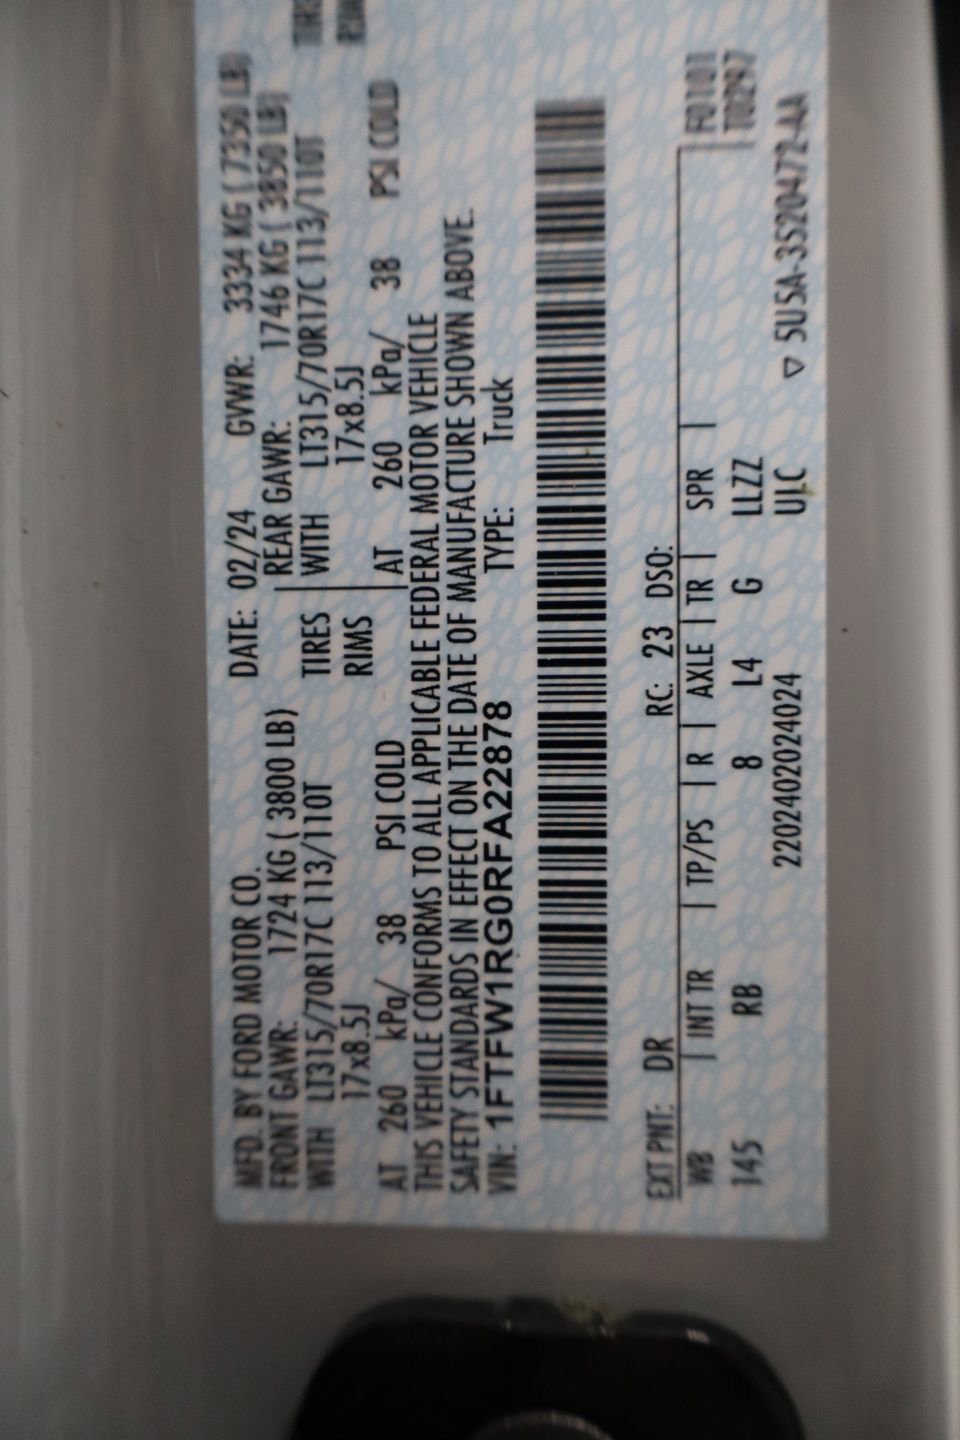 MFD. BY FORD MOTOR CO. DATE: 02/24 GVWR: 3334 KG ( 7350 LB)
FRONT GAWR: 1724 KG ( 3800 LB) REAR GAWR: 1746 KG ( 3850 LB)
WITH LT315/70R17C 113/110T TIRES WITH LT315/70R17C 113/110T
17x8.5J RIMS 17x8.5J
AT 260 kPa/ 38 PSI COLD AT 260 kPa/ 38 PSI COLD
THIS VEHICLE CONFORMS TO ALL APPLICABLE FEDERAL MOTOR VEHICLE
SAFETY STANDARDS IN EFFECT ON THE DATE OF MANUFACTURE SHOWN ABOVE.
VIN: 1FTFW1RG0RFA22878 TYPE: Truck
EXT PNT: DR RC: 23 DSO:
WB | INT TR | TP/PS | R | AXLE | TR | SPR | F0101
145 RB 8 L4 G LLZZ T0297
2202402024024 ULC ▽ 5U5A-3520472-AA